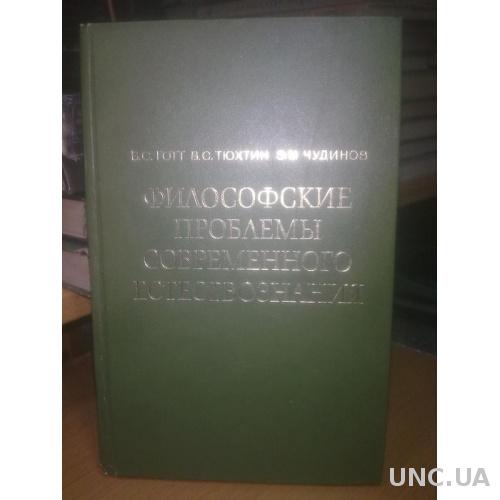 В.С.ГОТТ В.С.ТЮХТИН Э.М ЧУДИНОВ
ФИЛОСОФСКИЕ
ПРОБЛЕМЫ
СОВРЕМЕННОГО
ЕСТЕСТВОЗНАНИЯ
UNC.UA